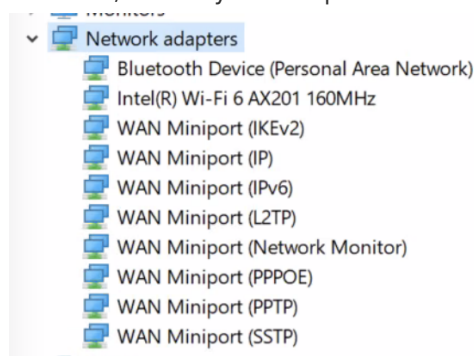 Network adapters
Bluetooth Device (Personal Area Network)
Intel(R) Wi-Fi 6 AX201 160MHz
WAN Miniport (IKEv2)
WAN Miniport (IP)
WAN Miniport (IPv6)
WAN Miniport (L2TP)
WAN Miniport (Network Monitor)
WAN Miniport (PPPOE)
WAN Miniport (PPTP)
WAN Miniport (SSTP)